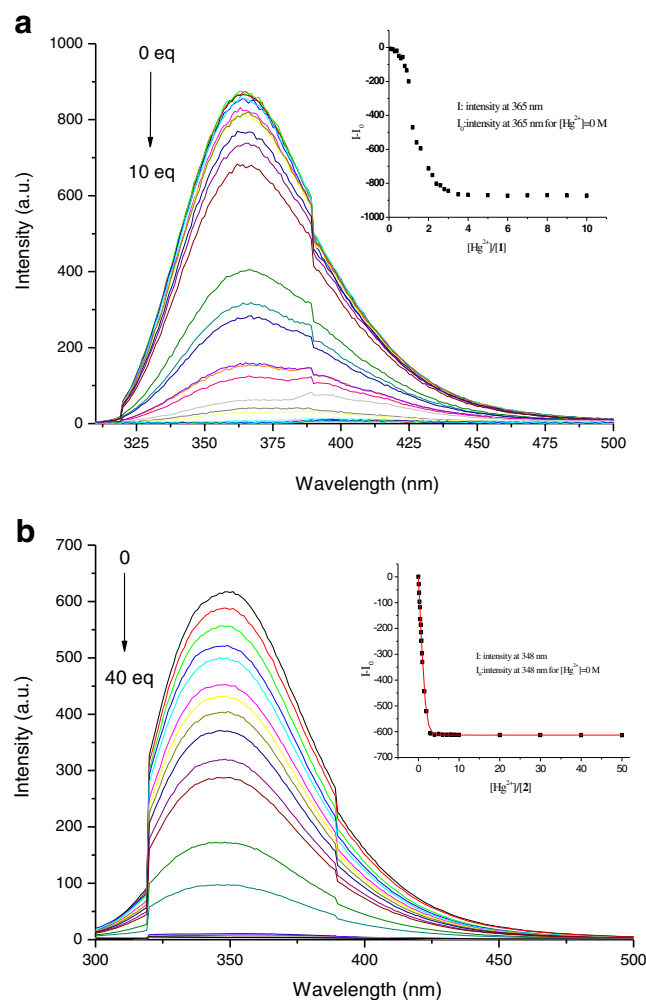 a
1000
800
600
400
200
0
Intensity (a.u.)
0 eq
10 eq
325 350 375 400 425 450 475 500
Wavelength (nm)
0
-200
-400
-600
-800
-1000
I-I0
I: intensity at 365 nm
I0:intensity at 365 nm for [Hg2+]=0 M
0 2 4 6 8 10
[Hg2+]/[1]
b
700
600
500
400
300
200
100
0
Intensity (a.u.)
0
40 eq
300 350 400 450 500
Wavelength (nm)
0
-100
-200
-300
-400
-500
-600
-700
I-I0
I: intensity at 348 nm
I0:intensity at 348 nm for [Hg2+]=0 M
0 10 20 30 40 50
[Hg2+]/[2]